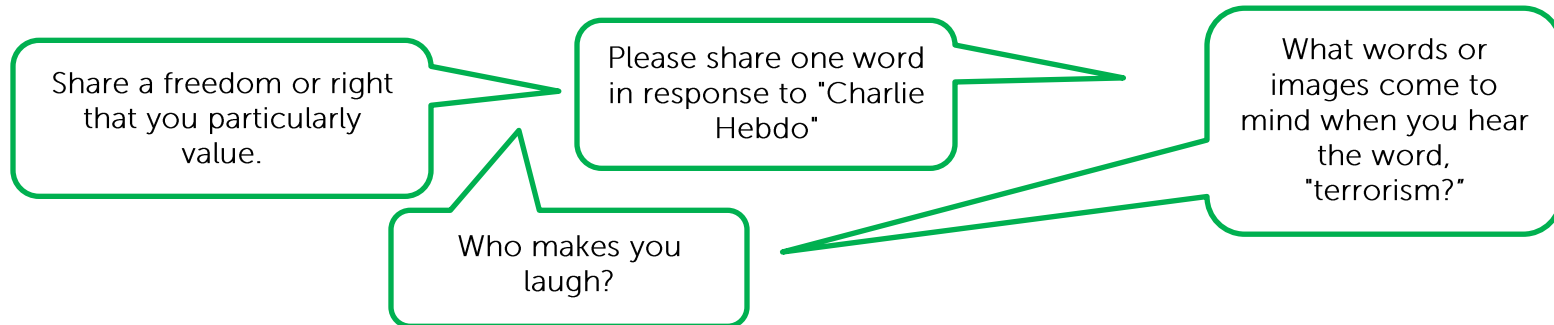 Share a freedom or right
that you particularly
value.
Please share one word
in response to "Charlie
Hebdo"
What words or
images come to
mind when you hear
the word,
"terrorism?”
Who makes you
laugh?